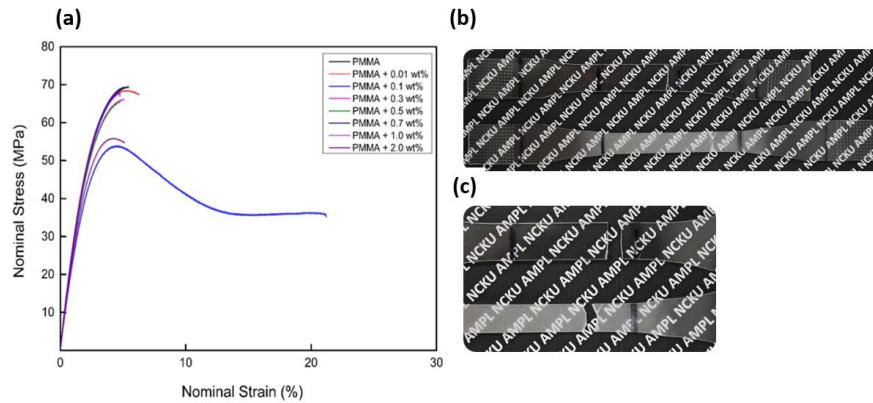 (a)
80
70
60
50
40
30
20
10
0
10
20
30
Nominal Stress (MPa)
Nominal Strain (%)
PMMA
PMMA + 0.01 wt%
PMMA + 0.1 wt%
PMMA + 0.3 wt%
PMMA + 0.5 wt%
PMMA + 0.7 wt%
PMMA + 1.0 wt%
PMMA + 2.0 wt%
(b)
AMPL NCKU AMPL NCKU
(c)
AMPL NCKU AMPL NCKU